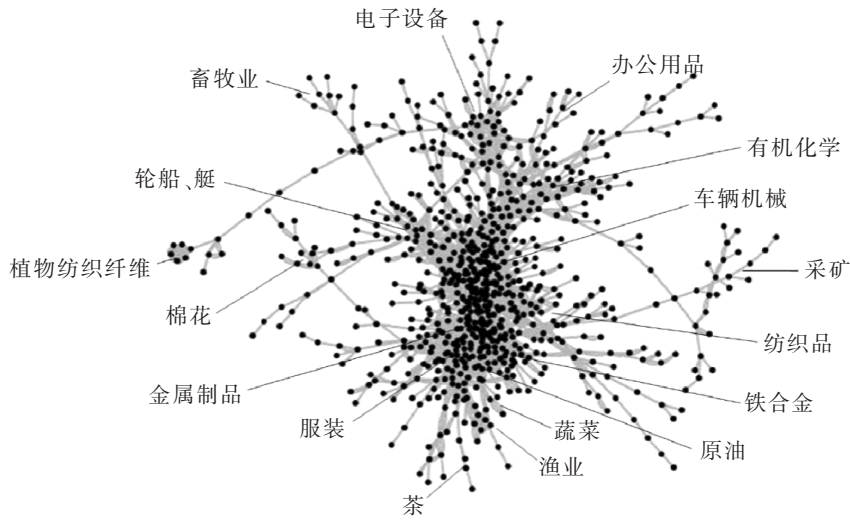 电子设备
办公用品
畜牧业
有机化学
轮船、艇
车辆机械
植物纺织纤维
采矿
棉花
纺织品
金属制品
铁合金
服装
蔬菜
原油
渔业
茶